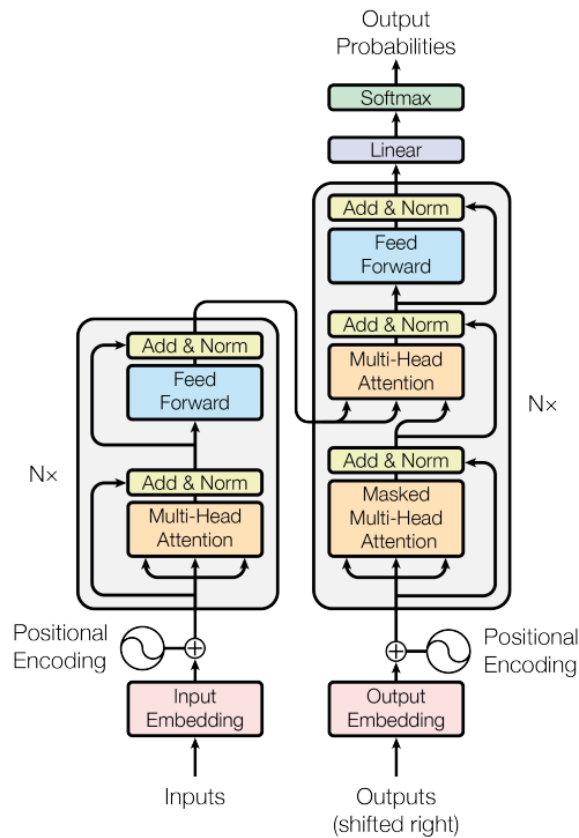 Output
Probabilities
Softmax
Linear
Add & Norm
Feed
Forward
Add & Norm
Multi-Head
Attention
Add & Norm
Masked
Multi-Head
Attention
Nx
Add & Norm
Feed
Forward
Add & Norm
Multi-Head
Attention
Nx
Positional
Encoding
Positional
Encoding
Input
Embedding
Output
Embedding
Inputs
Outputs
(shifted right)